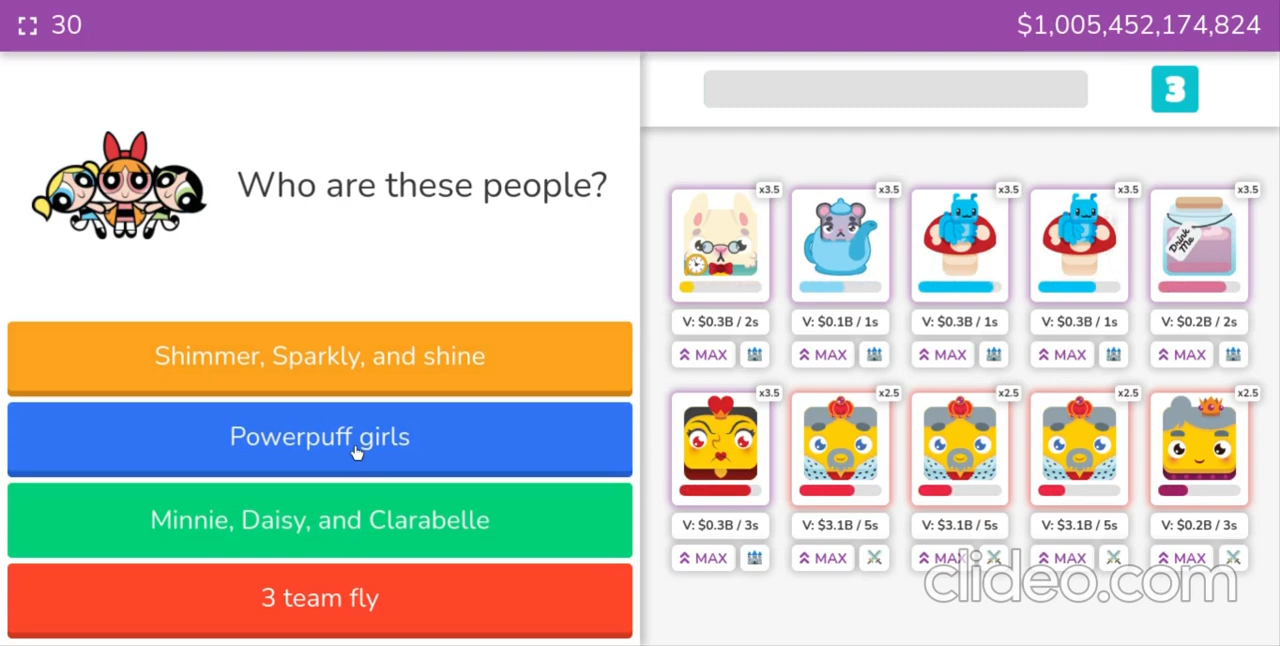 30
$1,005,452,174,824
Who are these people?
Shimmer, Sparkly, and shine
Powerpuff girls
Minnie, Daisy, and Clarabelle
3 team fly
3
x3.5 x3.5 x3.5 x3.5 x3.5
Drink Me
V: $0.3B / 2s V: $0.1B / 1s V: $0.3B / 1s V: $0.3B / 1s V: $0.2B / 2s
MAX MAX MAX MAX MAX
x3.5 x2.5 x2.5 x2.5 x2.5
V: $0.3B / 3s V: $3.1B / 5s V: $3.1B / 5s V: $3.1B / 5s V: $0.2B / 3s
MAX MAX MAX MAX MAX
clideo.com